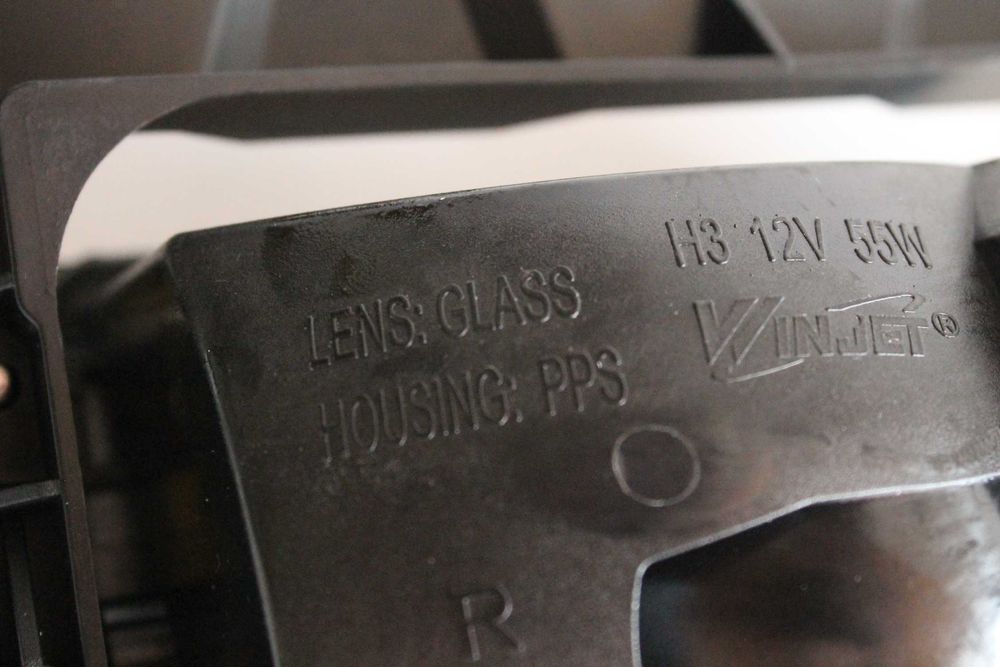 H3 12V 55W
LENS: GLASS
WINJET®
HOUSING: PPS
R